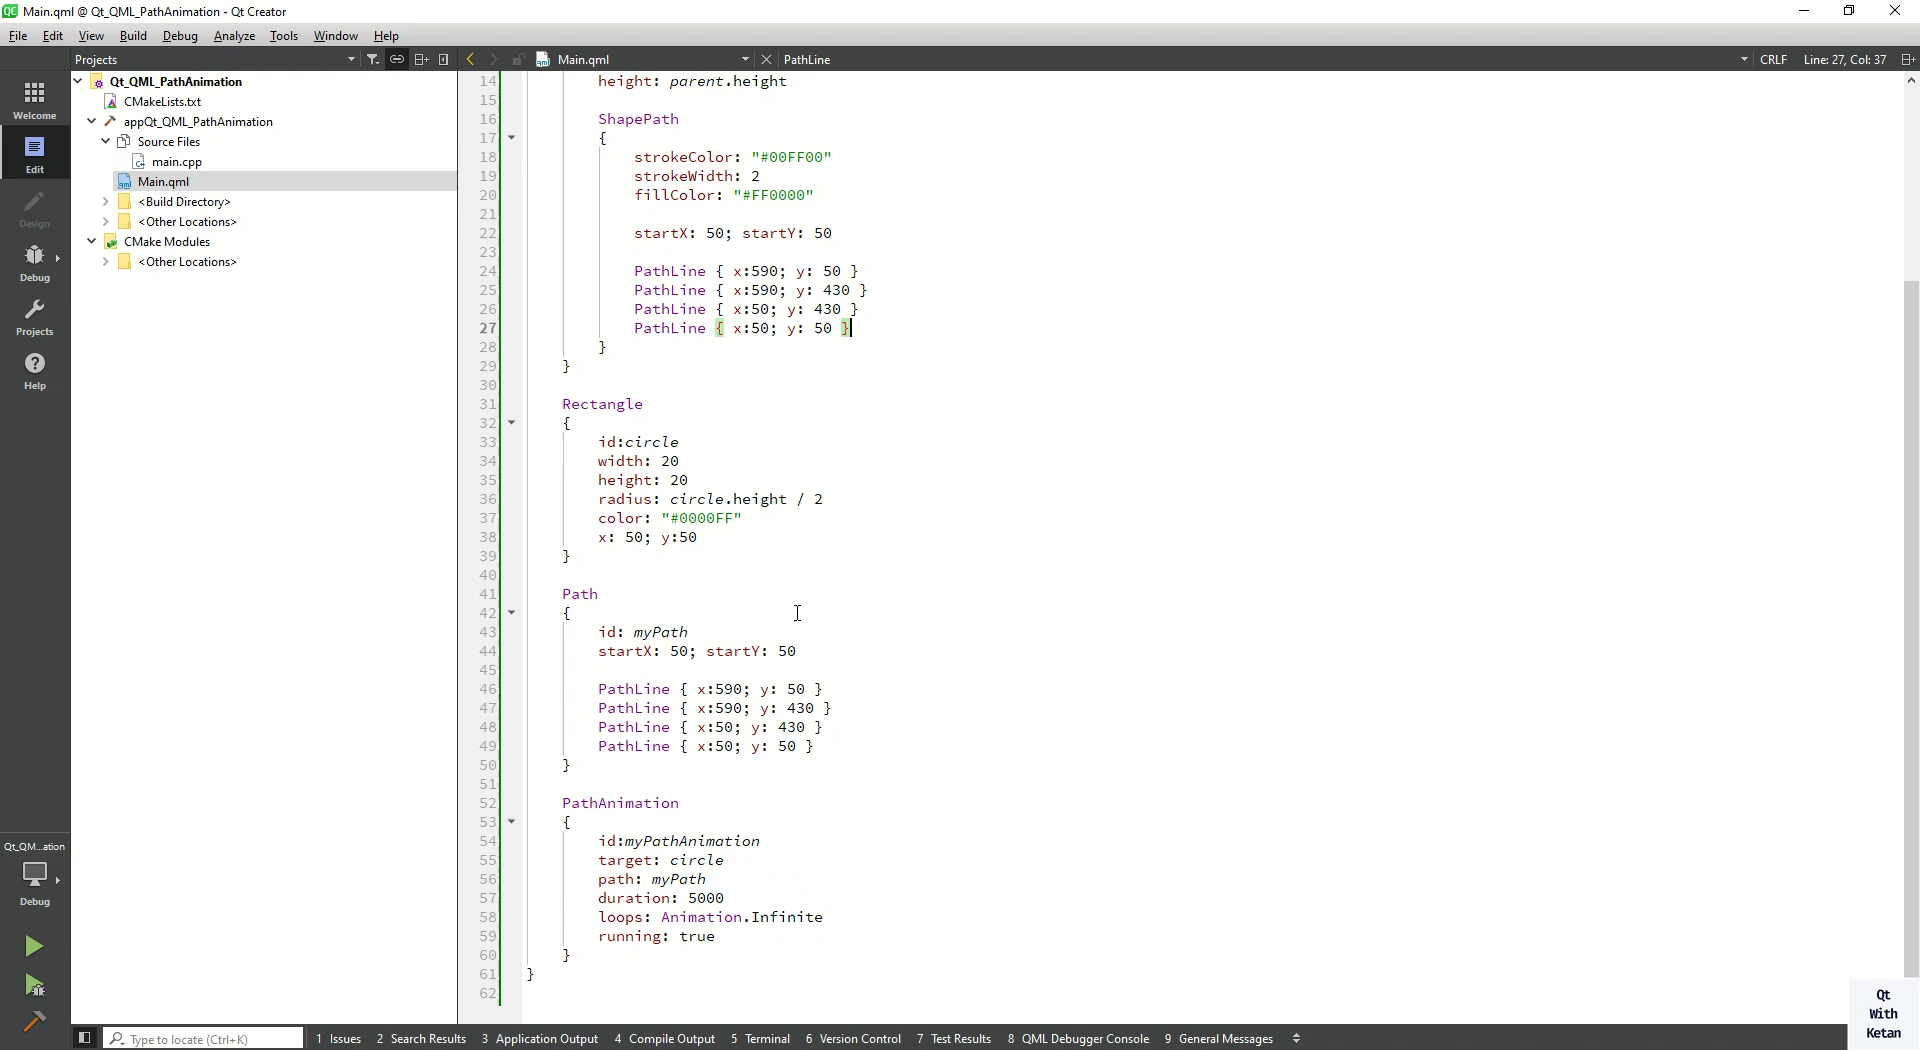 Main.qml @ Qt_QML_PathAnimation - Qt Creator
File Edit View Build Debug Analyze Tools Window Help
Projects
Main.qml
PathLine
CRLF
Line: 27, Col: 37
Welcome
Edit
Design
Debug
Projects
Help
Qt_QM...ation
Debug
Qt_QML_PathAnimation
CMakeLists.txt
appQt_QML_PathAnimation
Source Files
main.cpp
Main.qml
<Build Directory>
<Other Locations>
CMake Modules
<Other Locations>
14 height: parent.height
15
16 ShapePath
17 {
18 strokeColor: "#00FF00"
19 strokeWidth: 2
20 fillColor: "#FF0000"
21
22 startX: 50; startY: 50
23
24 PathLine { x:590; y: 50 }
25 PathLine { x:590; y: 430 }
26 PathLine { x:50; y: 430 }
27 PathLine { x:50; y: 50 }
28 }
29 }
30
31 Rectangle
32 {
33 id:circle
34 width: 20
35 height: 20
36 radius: circle.height / 2
37 color: "#0000FF"
38 x: 50; y:50
39 }
40
41 Path
42 {
43 id: myPath
44 startX: 50; startY: 50
45
46 PathLine { x:590; y: 50 }
47 PathLine { x:590; y: 430 }
48 PathLine { x:50; y: 430 }
49 PathLine { x:50; y: 50 }
50 }
51
52 PathAnimation
53 {
54 id:myPathAnimation
55 target: circle
56 path: myPath
57 duration: 5000
58 loops: Animation.Infinite
59 running: true
60 }
61 }
62
Qt
With
Ketan
Type to locate (Ctrl+K)
1 Issues 2 Search Results 3 Application Output 4 Compile Output 5 Terminal 6 Version Control 7 Test Results 8 QML Debugger Console 9 General Messages